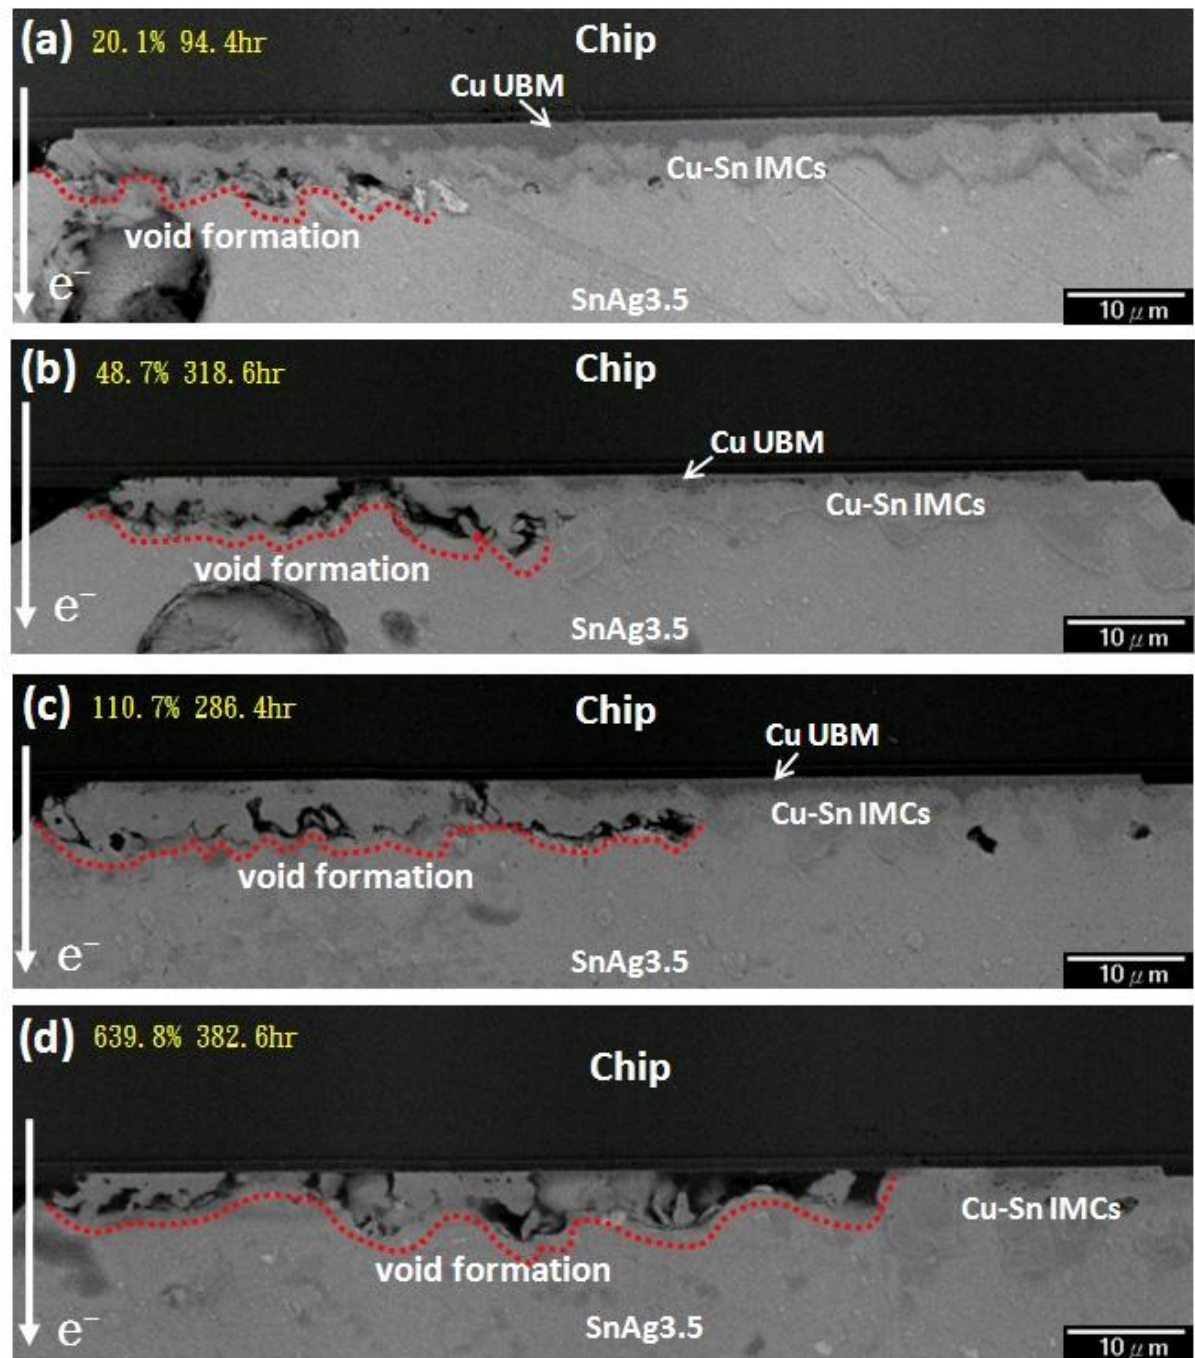 (a) 20.1% 94.4hr
Chip
Cu UBM
Cu-Sn IMCs
void formation
e⁻
SnAg3.5
10 μm
(b) 48.7% 318.6hr
Chip
Cu UBM
Cu-Sn IMCs
void formation
e⁻
SnAg3.5
10 μm
(c) 110.7% 286.4hr
Chip
Cu UBM
Cu-Sn IMCs
void formation
e⁻
SnAg3.5
10 μm
(d) 639.8% 382.6hr
Chip
Cu-Sn IMCs
void formation
e⁻
SnAg3.5
10 μm